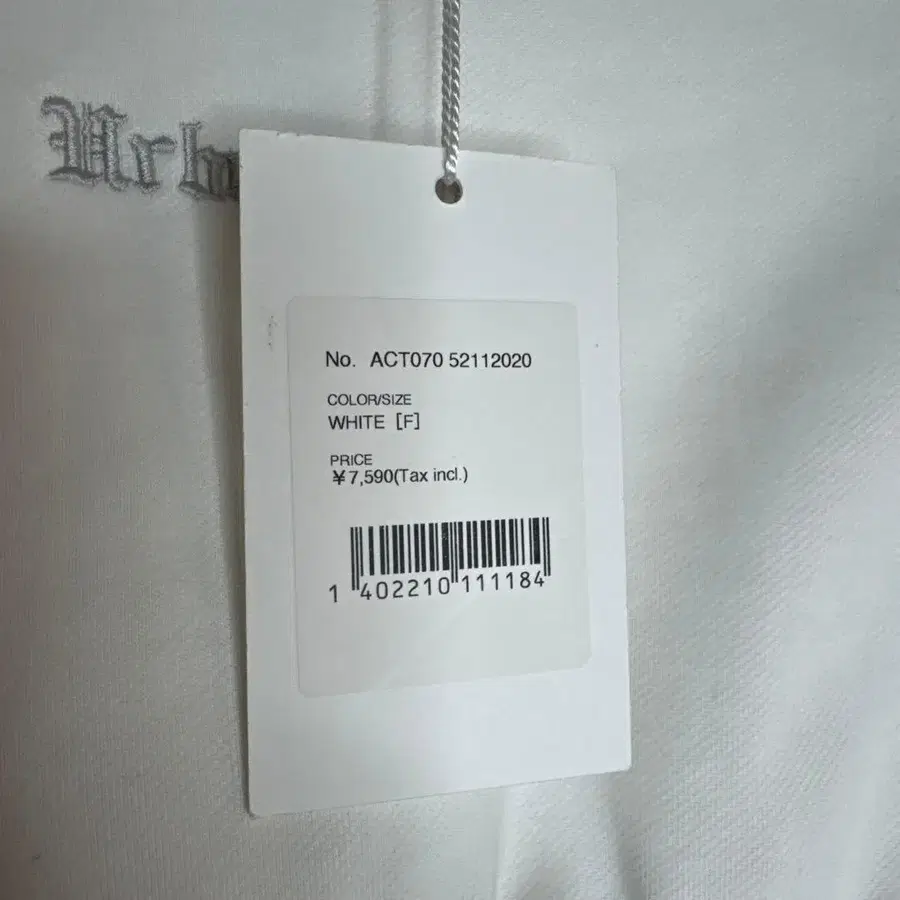 No. ACT070 52112020
COLOR/SIZE
WHITE [F]
PRICE
¥7,590(Tax incl.)
1 402210 111184